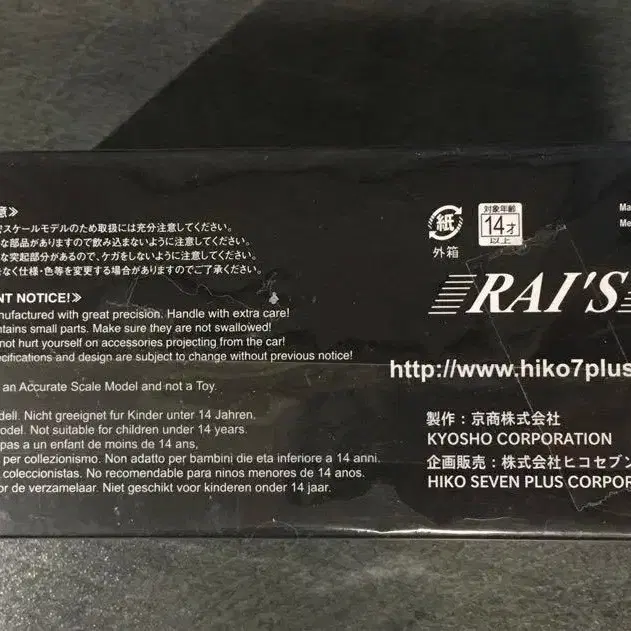 意≫
密スケールモデルのため取扱には充分注意してください。
な部品がありますので飲み込まないように注意してください。
な突起部分があるので、ケガをしないように注意してください。
なく仕様・色等を変更する場合がありますのでご了承ください。
NT NOTICE!≫
nufactured with great precision. Handle with extra care!
ntains small parts. Make sure they are not swallowed!
not hurt yourself on accessories projecting from the car!
ecifications and design are subject to change without previous notice!
an Accurate Scale Model and not a Toy.
dell. Nicht greeignet fur Kinder unter 14 Jahren.
odel. Not suitable for children under 14 years.
pas a un enfant de moins de 14 ans,
per collezionismo. Non adatto per bambini die eta inferiore a 14 anni.
coleccionistas. No recomendable para ninos menores de 14 anos.
or de verzamelaar. Niet geschikt voor kinderen onder 14 jaar.
紙
外箱
対象年齢
14才
以上
Ma
Me
RAI'S
http://www.hiko7plus
製作：京商株式会社
KYOSHO CORPORATION
企画販売：株式会社ヒコセブン
HIKO SEVEN PLUS CORPOR